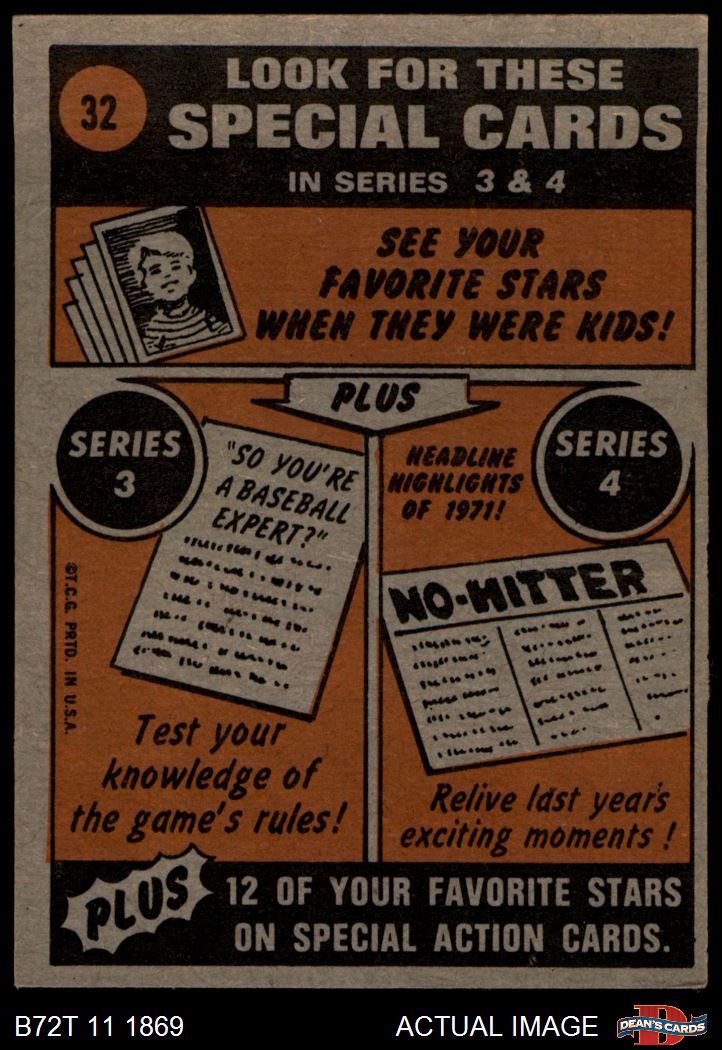 32
LOOK FOR THESE
SPECIAL CARDS
IN SERIES 3 & 4
SEE YOUR
FAVORITE STARS
WHEN THEY WERE KIDS!
PLUS
SERIES
3
"SO YOU'RE
A BASEBALL
EXPERT?"
Test your
knowledge of
the game's rules!
HEADLINE
HIGHLIGHTS
OF 1971!
SERIES
4
NO-HITTER
Relive last year's
exciting moments!
©T.C.G. PRTD. IN U.S.A.
PLUS
12 OF YOUR FAVORITE STARS
ON SPECIAL ACTION CARDS.
B72T 11 1869
ACTUAL IMAGE
D
DEAN'S CARDS